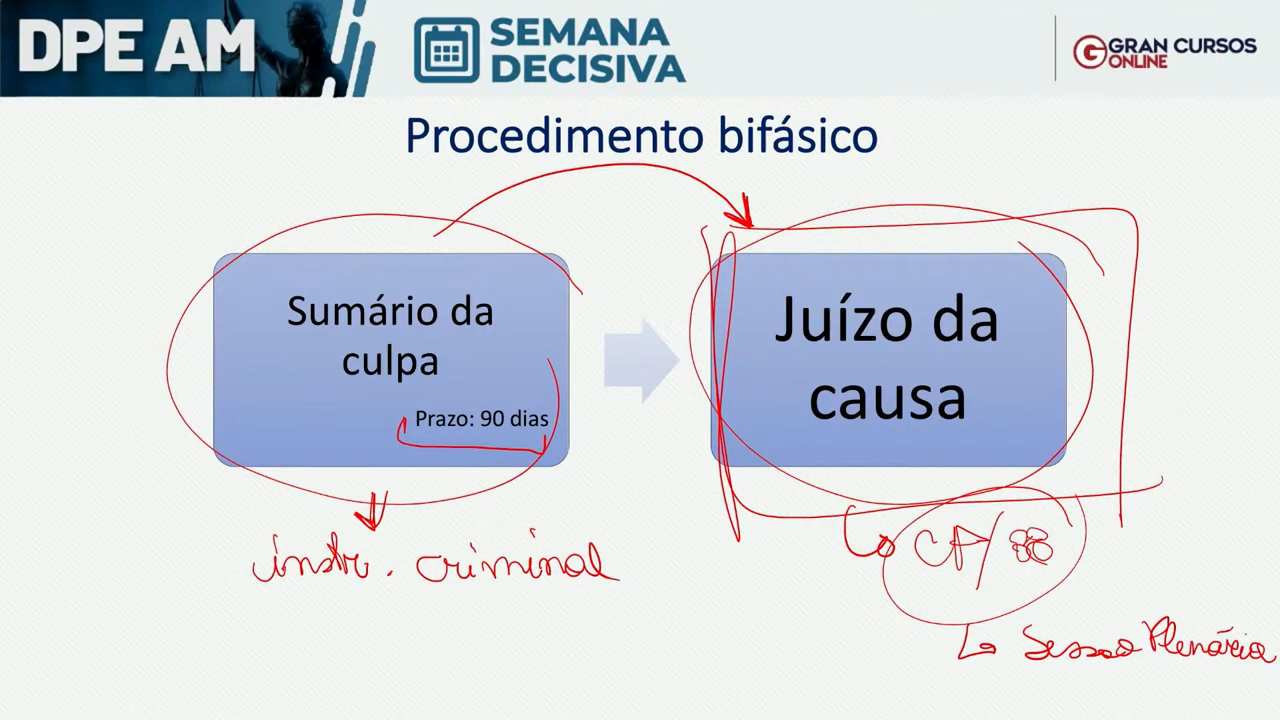 DPE AM
SEMANA
DECISIVA
GRAN CURSOS
ONLINE
Procedimento bifásico
Sumário da
culpa
Prazo: 90 dias
Juízo da
causa
instr. criminal
CF/88
Sessão Plenária